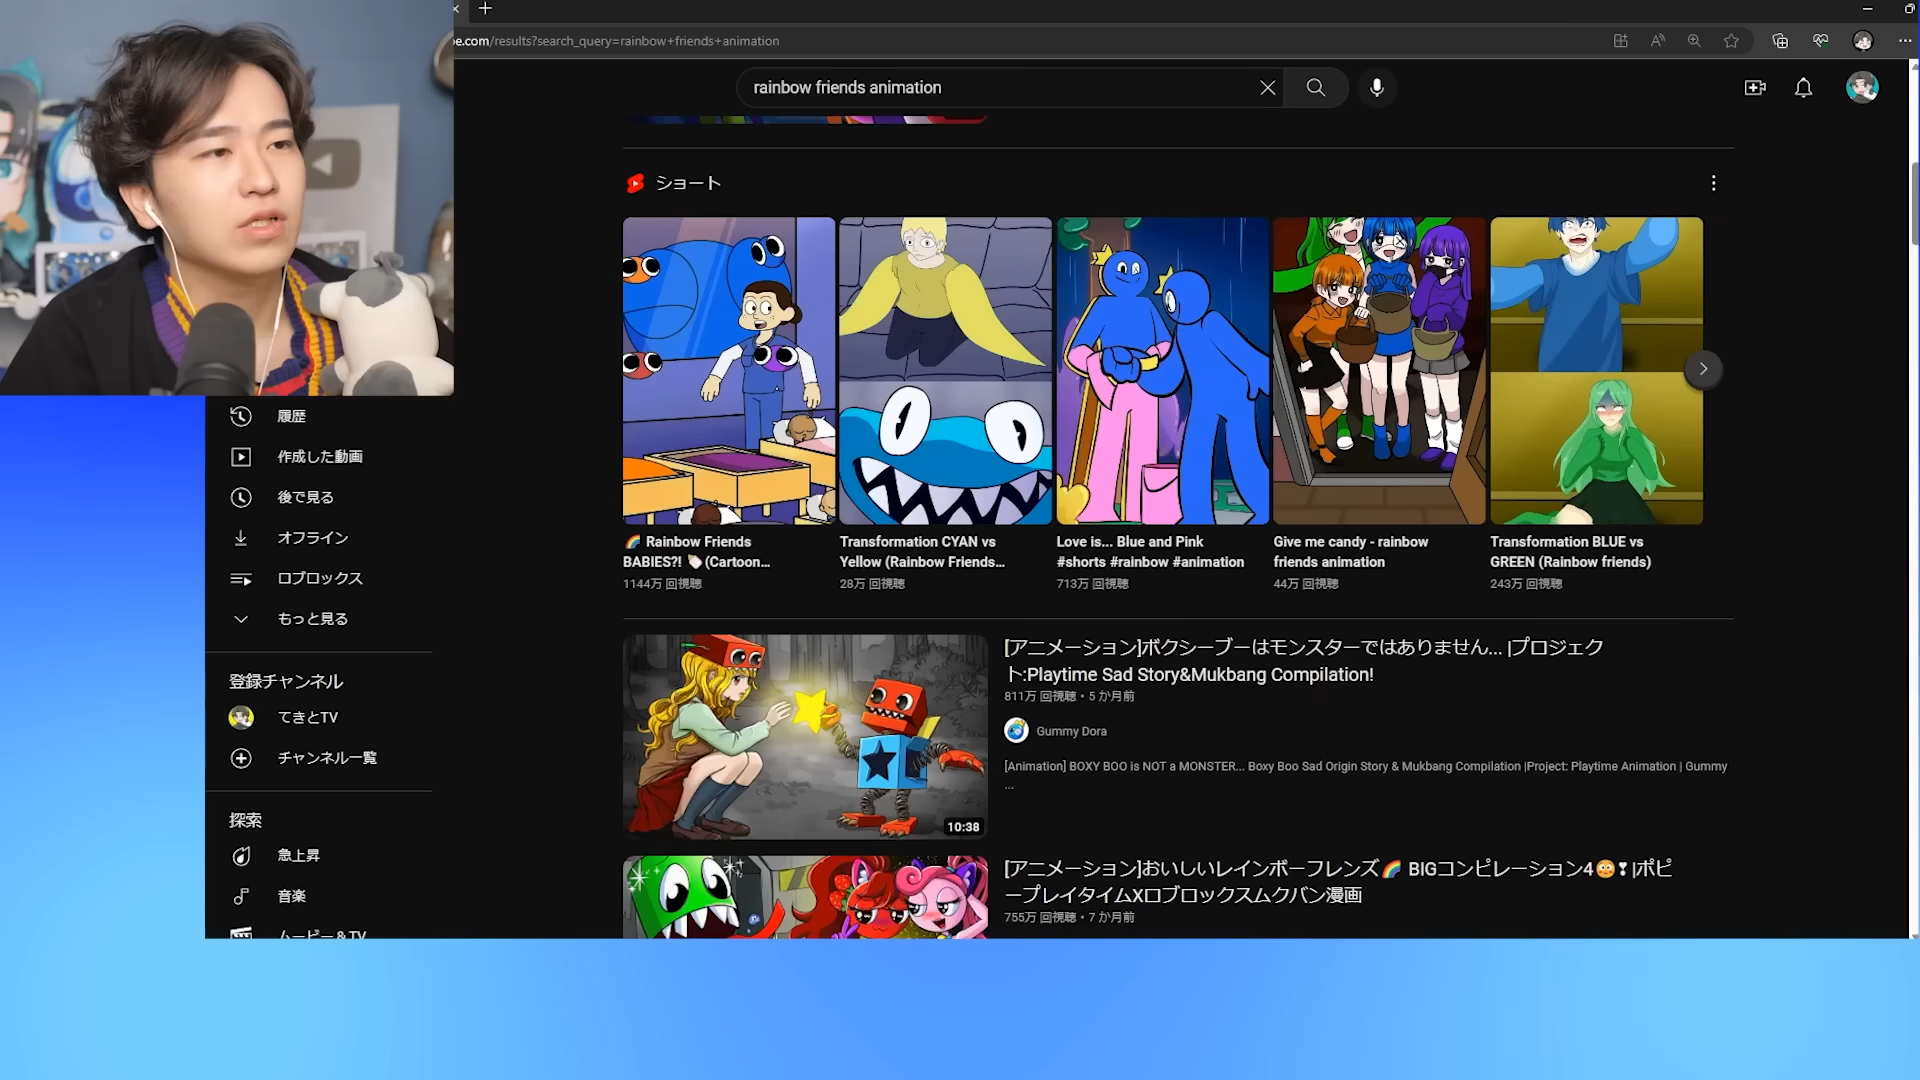 be.com/results?search_query=rainbow+friends+animation
rainbow friends animation
ショート
🌈 Rainbow Friends
BABIES?! 🏷️ (Cartoon...
1144万 回視聴
Transformation CYAN vs
Yellow (Rainbow Friends...
28万 回視聴
Love is... Blue and Pink
#shorts #rainbow #animation
713万 回視聴
Give me candy - rainbow
friends animation
44万 回視聴
Transformation BLUE vs
GREEN (Rainbow friends)
243万 回視聴
[アニメーション]ボクシーブーはモンスターではありません... |プロジェク
ト:Playtime Sad Story&Mukbang Compilation!
811万 回視聴・5 か月前
Gummy Dora
[Animation] BOXY BOO is NOT a MONSTER... Boxy Boo Sad Origin Story & Mukbang Compilation |Project: Playtime Animation | Gummy
...
10:38
[アニメーション]おいしいレインボーフレンズ🌈 BIGコンピレーション4😳❣|ポピ
ープレイタイムXロブロックスムクバン漫画
755万 回視聴・7 か月前
履歴
作成した動画
後で見る
オフライン
ロブロックス
もっと見る
登録チャンネル
てきとTV
チャンネル一覧
探索
急上昇
音楽
ムービー&TV